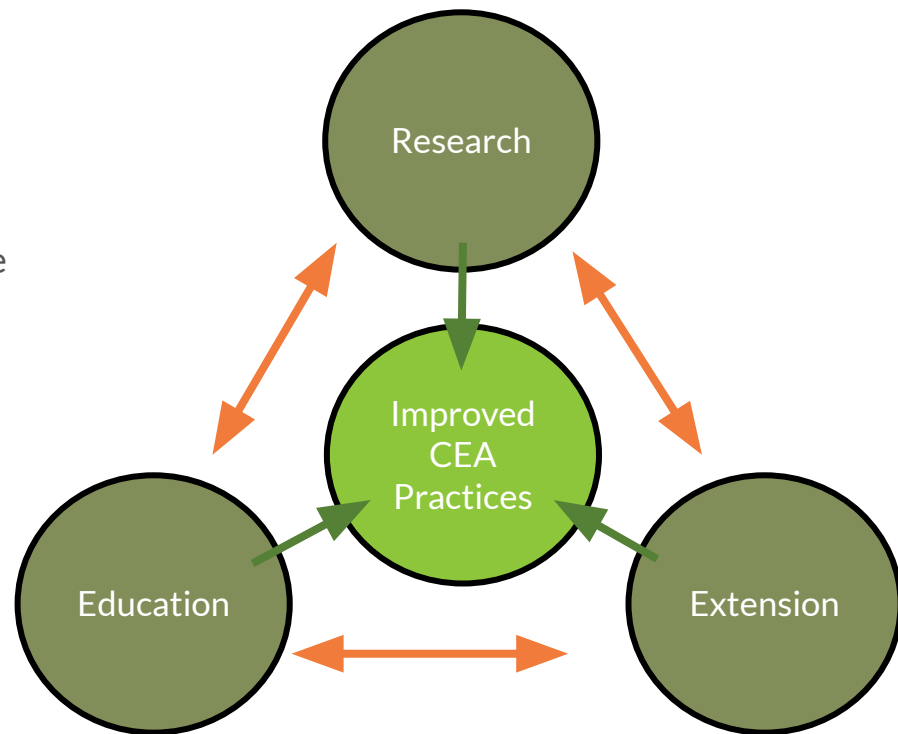 Research
e
Improved
CEA
Practices
Education
Extension